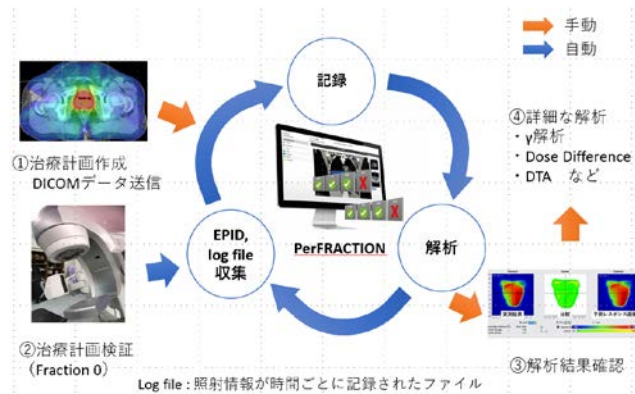 手動
自動
記録
①治療計画作成
DICOMデータ送信
④詳細な解析
・γ解析
・Dose Difference
・DTA など
EPID,
log file
収集
PerFRACTION
解析
②治療計画検証
(Fraction 0)
③解析結果確認
Log file : 照射情報が時間ごとに記録されたファイル